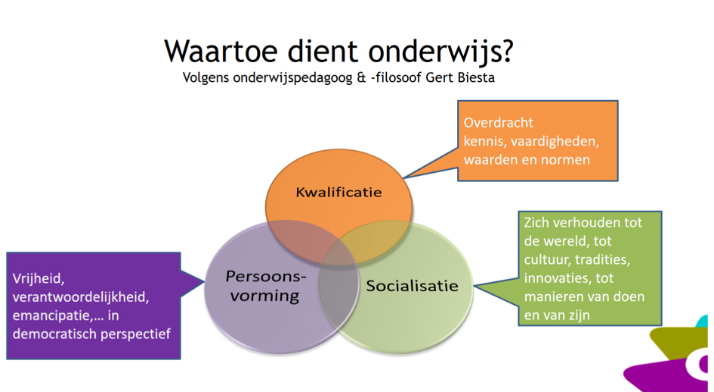 Waartoe dient onderwijs?
Volgens onderwijspedagoog & -filosoof Gert Biesta
Overdracht
kennis, vaardigheden,
waarden en normen
Kwalificatie
Zich verhouden tot
de wereld, tot
cultuur, tradities,
innovaties, tot
manieren van doen
en van zijn
Persoons-
vorming
Socialisatie
Vrijheid,
verantwoordelijkheid,
emancipatie,... in
democratisch perspectief